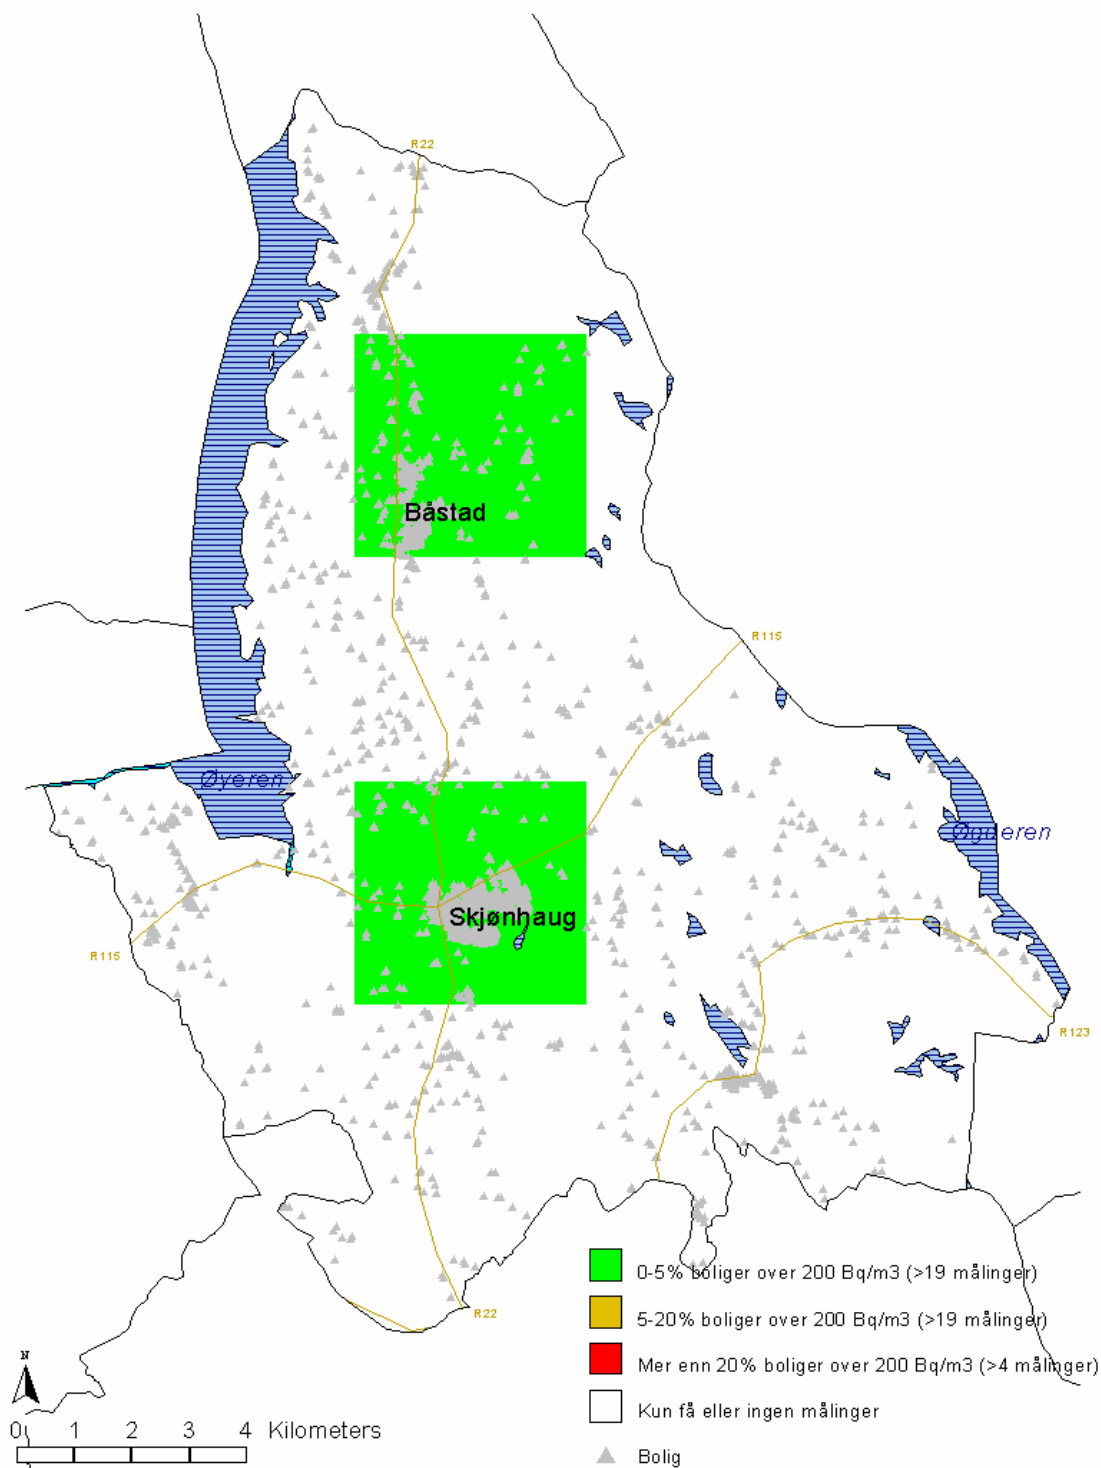 R22
Båstad
R115
Øyeren
Øgderen
Skjønhaug
R115
R123
R22
0-5% boliger over 200 Bq/m3 (>19 målinger)
5-20% boliger over 200 Bq/m3 (>19 målinger)
Mer enn 20% boliger over 200 Bq/m3 (>4 målinger)
Kun få eller ingen målinger
Bolig
N
0 1 2 3 4 Kilometers